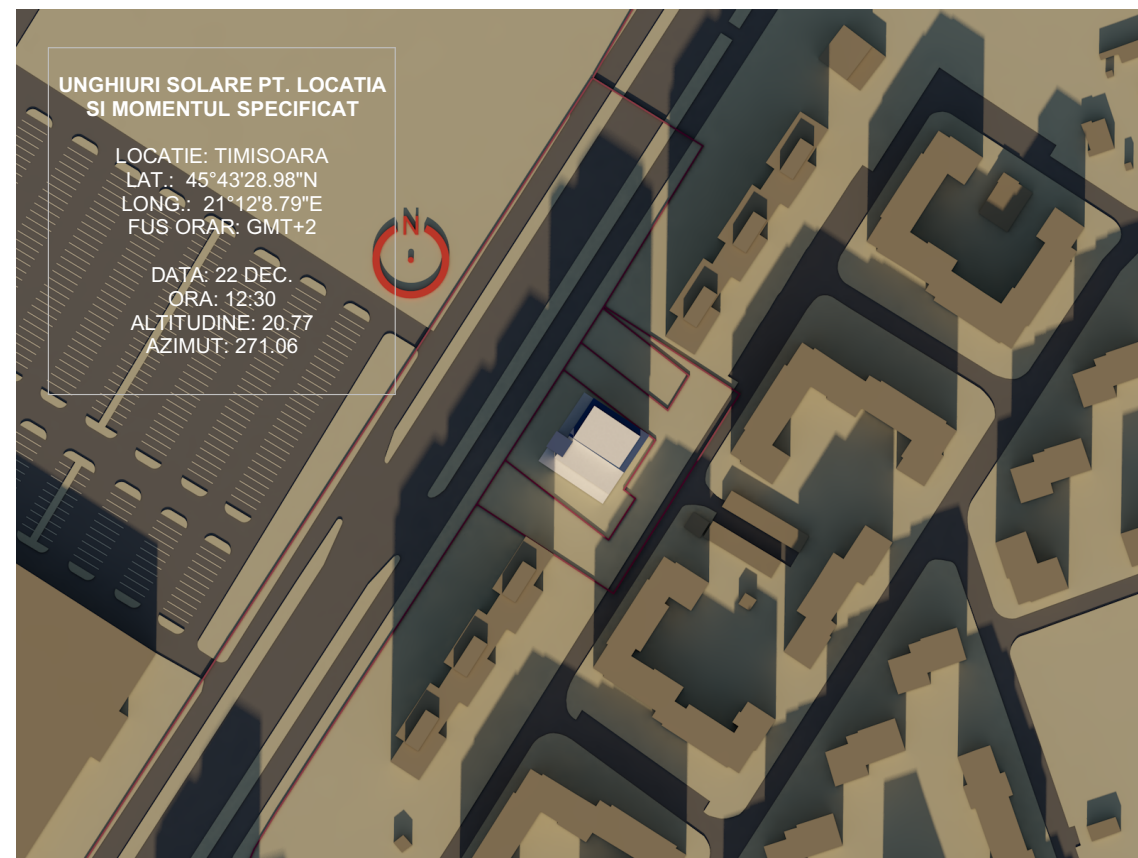 UNGHIURI SOLARE PT. LOCATIA
SI MOMENTUL SPECIFICAT
LOCATIE: TIMISOARA
LAT.: 45°43'28.98"N
LONG.: 21°12'8.79"E
FUS ORAR: GMT+2
DATA: 22 DEC.
ORA: 12:30
ALTITUDINE: 20.77
AZIMUT: 271.06
N